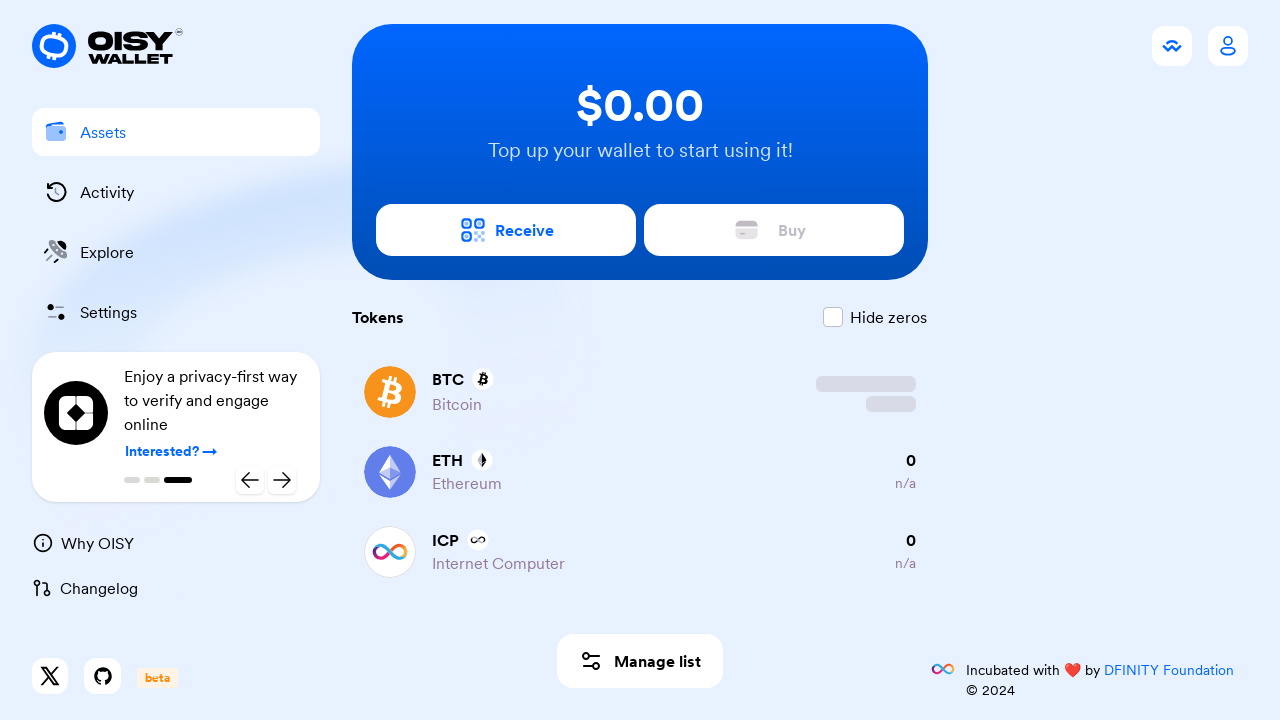 OISY
WALLET
Assets
Activity
Explore
Settings
Enjoy a privacy-first way
to verify and engage
online
Interested?
Why OISY
Changelog
beta
$0.00
Top up your wallet to start using it!
Receive
Buy
Tokens
Hide zeros
BTC
Bitcoin
ETH
0
Ethereum
n/a
ICP
0
Internet Computer
n/a
Manage list
Incubated with ❤️ by DFINITY Foundation
© 2024